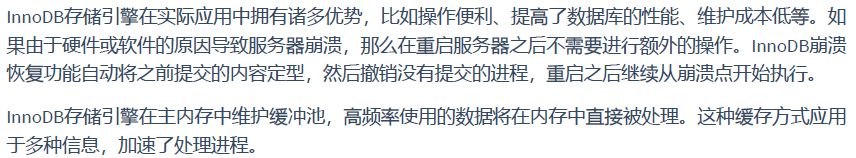 InnoDB存储引擎在实际应用中拥有诸多优势，比如操作便利、提高了数据库的性能、维护成本低等。如
果由于硬件或软件的原因导致服务器崩溃，那么在重启服务器之后不需要进行额外的操作。InnoDB崩溃
恢复功能自动将之前提交的内容定型，然后撤销没有提交的进程，重启之后继续从崩溃点开始执行。
InnoDB存储引擎在主内存中维护缓冲池，高频率使用的数据将在内存中直接被处理。这种缓存方式应用
于多种信息，加速了处理进程。